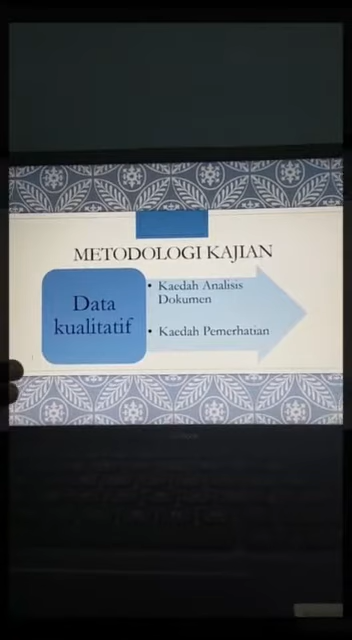 METODOLOGI KAJIAN
Data
kualitatif
• Kaedah Analisis
Dokumen
• Kaedah Pemerhatian